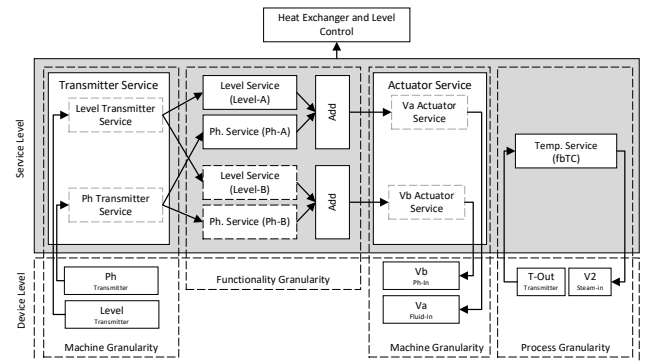 Heat Exchanger and Level
Control
Service Level
Transmitter Service
Level Transmitter
Service
Ph Transmitter
Service
Level Service
(Level-A)
Ph. Service (Ph-A)
Level Service
(Level-B)
Ph. Service (Ph-B)
Add
Add
Actuator Service
Va Actuator
Service
Vb Actuator
Service
Temp. Service
(fbTC)
Device Level
Ph
Transmitter
Level
Transmitter
Machine Granularity
Functionality Granularity
Vb
Ph-In
Va
Fluid-In
Machine Granularity
T-Out
Transmitter
V2
Steam-in
Process Granularity